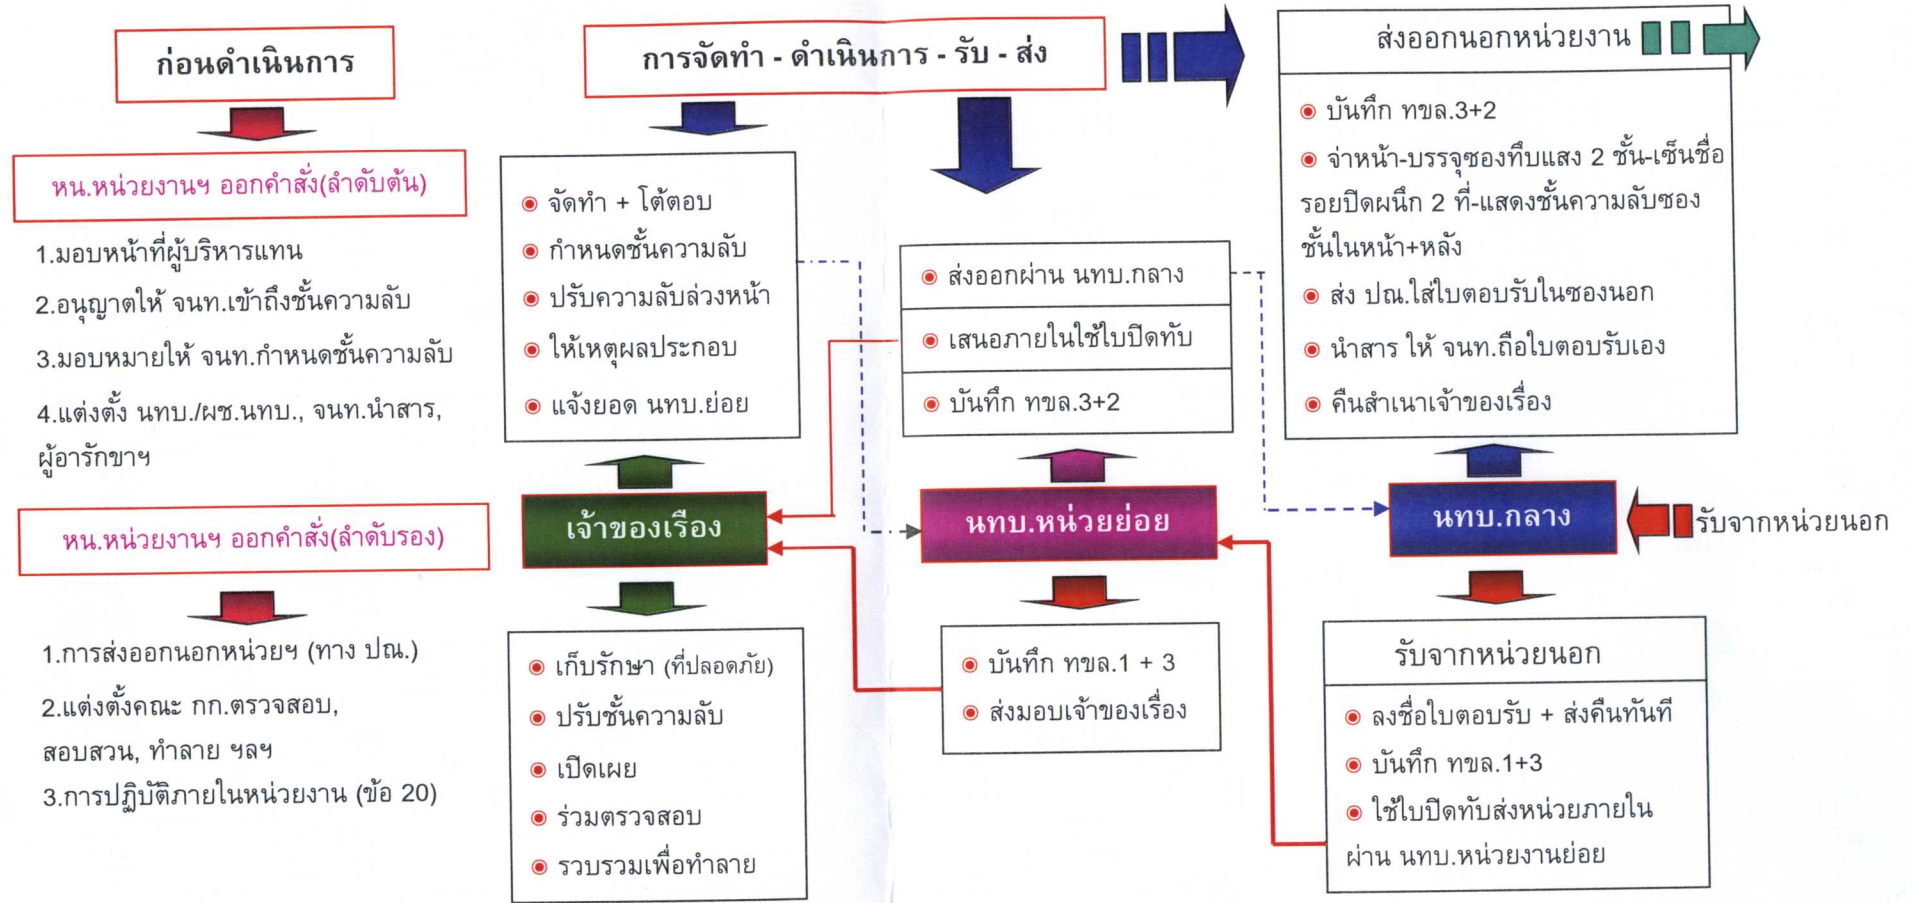 ก่อนดำเนินการ
หน.หน่วยงานฯ ออกคำสั่ง(ลำดับต้น)
1.มอบหน้าที่ผู้บริหารแทน
2.อนุญาตให้ จนท.เข้าถึงชั้นความลับ
3.มอบหมายให้ จนท.กำหนดชั้นความลับ
4.แต่งตั้ง นทบ./ผช.นทบ., จนท.นำสาร,
ผู้อารักขาฯ
หน.หน่วยงานฯ ออกคำสั่ง(ลำดับรอง)
1.การส่งออกนอกหน่วยฯ (ทาง ปณ.)
2.แต่งตั้งคณะ กก.ตรวจสอบ,
สอบสวน, ทำลาย ฯลฯ
3.การปฏิบัติภายในหน่วยงาน (ข้อ 20)
การจัดทำ - ดำเนินการ - รับ - ส่ง
จัดทำ + โต้ตอบ
กำหนดชั้นความลับ
ปรับความลับล่วงหน้า
ให้เหตุผลประกอบ
แจ้งยอด นทบ.ย่อย
เจ้าของเรื่อง
เก็บรักษา (ที่ปลอดภัย)
ปรับชั้นความลับ
เปิดเผย
ร่วมตรวจสอบ
รวบรวมเพื่อทำลาย
ส่งออกผ่าน นทบ.กลาง
เสนอภายในใช้ใบปิดทับ
บันทึก ทขล.3+2
นทบ.หน่วยย่อย
บันทึก ทขล.1 + 3
ส่งมอบเจ้าของเรื่อง
ส่งออกนอกหน่วยงาน
บันทึก ทขล.3+2
จ่าหน้า-บรรจุซองทึบแสง 2 ชั้น-เซ็นชื่อ
รอยปิดผนึก 2 ที่-แสดงชั้นความลับซอง
ชั้นในหน้า+หลัง
ส่ง ปณ.ใส่ใบตอบรับในซองนอก
นำสาร ให้ จนท.ถือใบตอบรับเอง
คืนสำเนาเจ้าของเรื่อง
นทบ.กลาง
รับจากหน่วยนอก
รับจากหน่วยนอก
ลงชื่อใบตอบรับ + ส่งคืนทันที
บันทึก ทขล.1+3
ใช้ใบปิดทับส่งหน่วยภายใน
ผ่าน นทบ.หน่วยงานย่อย